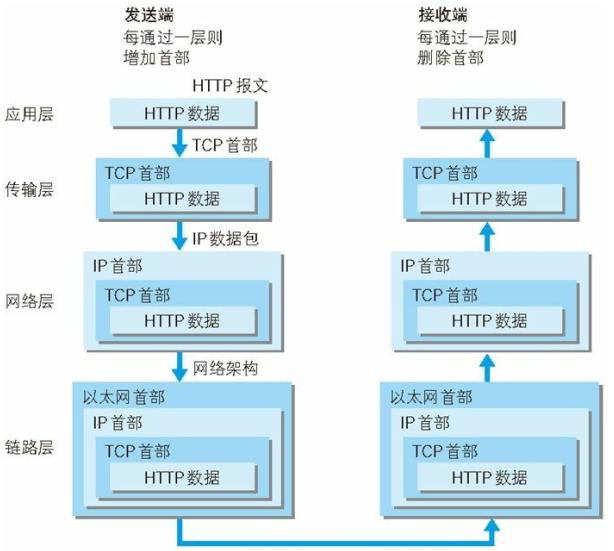 发送端
每通过一层则
增加首部
接收端
每通过一层则
删除首部
HTTP 报文
应用层
HTTP 数据
HTTP 数据
TCP 首部
传输层
TCP 首部
HTTP 数据
TCP 首部
HTTP 数据
IP 数据包
网络层
IP 首部
TCP 首部
HTTP 数据
IP 首部
TCP 首部
HTTP 数据
网络架构
链路层
以太网首部
IP 首部
TCP 首部
HTTP 数据
以太网首部
IP 首部
TCP 首部
HTTP 数据